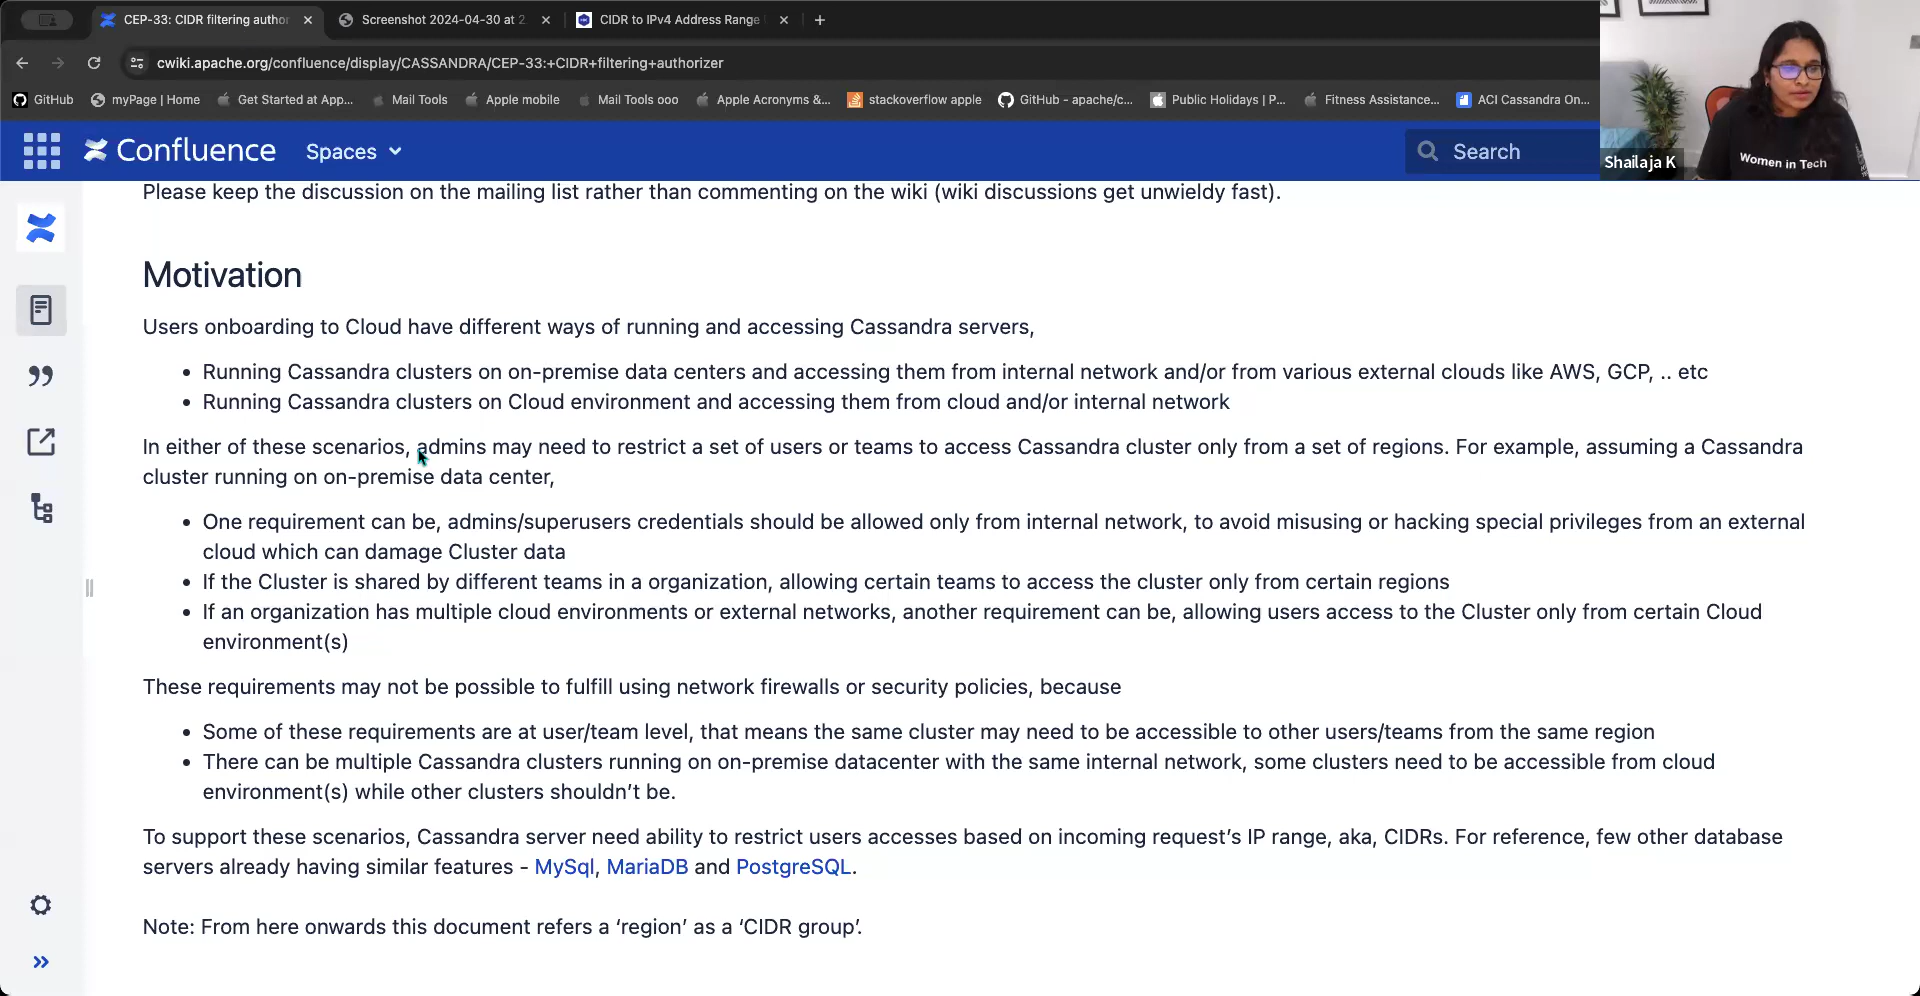 CEP-33: CIDR filtering author
Screenshot 2024-04-30 at 2
CIDR to IPv4 Address Range
cwiki.apache.org/confluence/display/CASSANDRA/CEP-33:+CIDR+filtering+authorizer
GitHub
myPage | Home
Get Started at App...
Mail Tools
Apple mobile
Mail Tools ooo
Apple Acronyms &...
stackoverflow apple
GitHub - apache/c...
Public Holidays | P...
Fitness Assistance...
ACI Cassandra On...
Women in Tech
Shailaja K
Confluence
Spaces
Search
Please keep the discussion on the mailing list rather than commenting on the wiki (wiki discussions get unwieldy fast).
Motivation
Users onboarding to Cloud have different ways of running and accessing Cassandra servers,
• Running Cassandra clusters on on-premise data centers and accessing them from internal network and/or from various external clouds like AWS, GCP, .. etc
• Running Cassandra clusters on Cloud environment and accessing them from cloud and/or internal network
In either of these scenarios, admins may need to restrict a set of users or teams to access Cassandra cluster only from a set of regions. For example, assuming a Cassandra
cluster running on on-premise data center,
• One requirement can be, admins/superusers credentials should be allowed only from internal network, to avoid misusing or hacking special privileges from an external
cloud which can damage Cluster data
• If the Cluster is shared by different teams in a organization, allowing certain teams to access the cluster only from certain regions
• If an organization has multiple cloud environments or external networks, another requirement can be, allowing users access to the Cluster only from certain Cloud
environment(s)
These requirements may not be possible to fulfill using network firewalls or security policies, because
• Some of these requirements are at user/team level, that means the same cluster may need to be accessible to other users/teams from the same region
• There can be multiple Cassandra clusters running on on-premise datacenter with the same internal network, some clusters need to be accessible from cloud
environment(s) while other clusters shouldn’t be.
To support these scenarios, Cassandra server need ability to restrict users accesses based on incoming request’s IP range, aka, CIDRs. For reference, few other database
servers already having similar features - MySql, MariaDB and PostgreSQL.
Note: From here onwards this document refers a ‘region’ as a ‘CIDR group’.